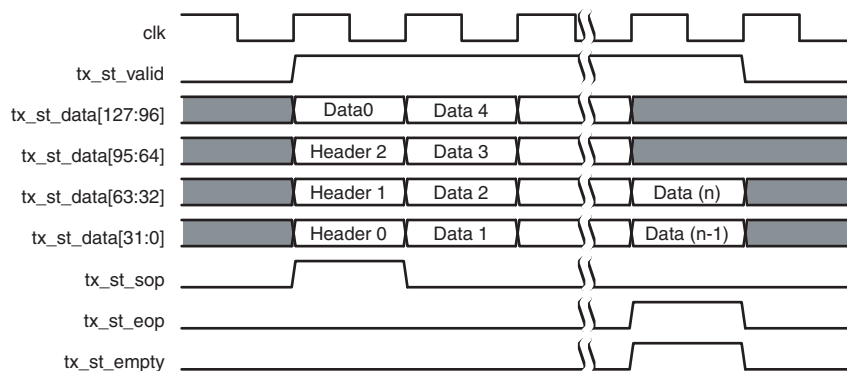 clk
tx_st_valid
tx_st_data[127:96] Data0 Data 4
tx_st_data[95:64] Header 2 Data 3
tx_st_data[63:32] Header 1 Data 2 Data (n)
tx_st_data[31:0] Header 0 Data 1 Data (n-1)
tx_st_sop
tx_st_eop
tx_st_empty